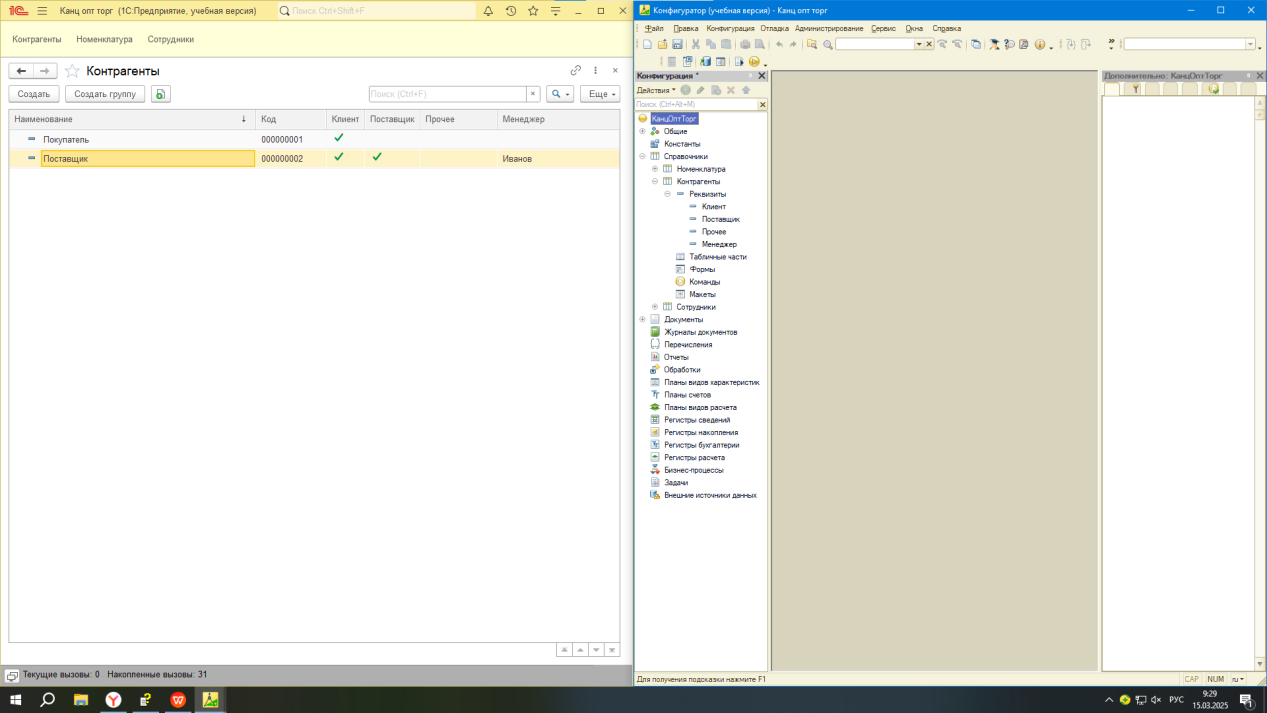 1С Канц опт торг (1С:Предприятие, учебная версия) Поиск Ctrl+Shift+F
Контрагенты Номенклатура Сотрудники
Контрагенты
Создать Создать группу Поиск (Ctrl+F) × Еще
Наименование ↓ Код Клиент Поставщик Прочее Менеджер
Покупатель 000000001
Поставщик 000000002 Иванов
Текущие вызовы: 0 Накопленные вызовы: 31
Конфигуратор (учебная версия) - Канц опт торг
Файл Правка Конфигурация Отладка Администрирование Сервис Окна Справка
Конфигурация *
Действия
Поиск (Ctrl+Alt+M)
КанцОптТорг
Общие
Константы
Справочники
Номенклатура
Контрагенты
Реквизиты
Клиент
Поставщик
Прочее
Менеджер
Табличные части
Формы
Команды
Макеты
Сотрудники
Документы
Журналы документов
Перечисления
Отчеты
Обработки
Планы видов характеристик
Планы счетов
Планы видов расчета
Регистры сведений
Регистры накопления
Регистры бухгалтерии
Регистры расчета
Бизнес-процессы
Задачи
Внешние источники данных
Дополнительно: КанцОптТорг
Для получения подсказки нажмите F1
CAP NUM ru
РУС
9:29
15.03.2025
1